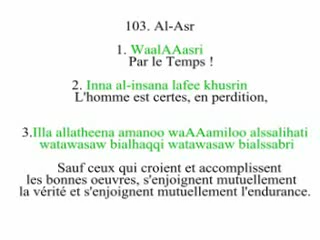 103. Al-Asr
1. WaalAAasri
Par le Temps !
2. Inna al-insana lafee khusrin
L'homme est certes, en perdition,
3.Illa allatheena amanoo waAAamiloo alssalihati
watawasaw bialhaqqi watawasaw bialssabri
Sauf ceux qui croient et accomplissent
les bonnes oeuvres, s'enjoignent mutuellement
la vérité et s'enjoignent mutuellement l'endurance.